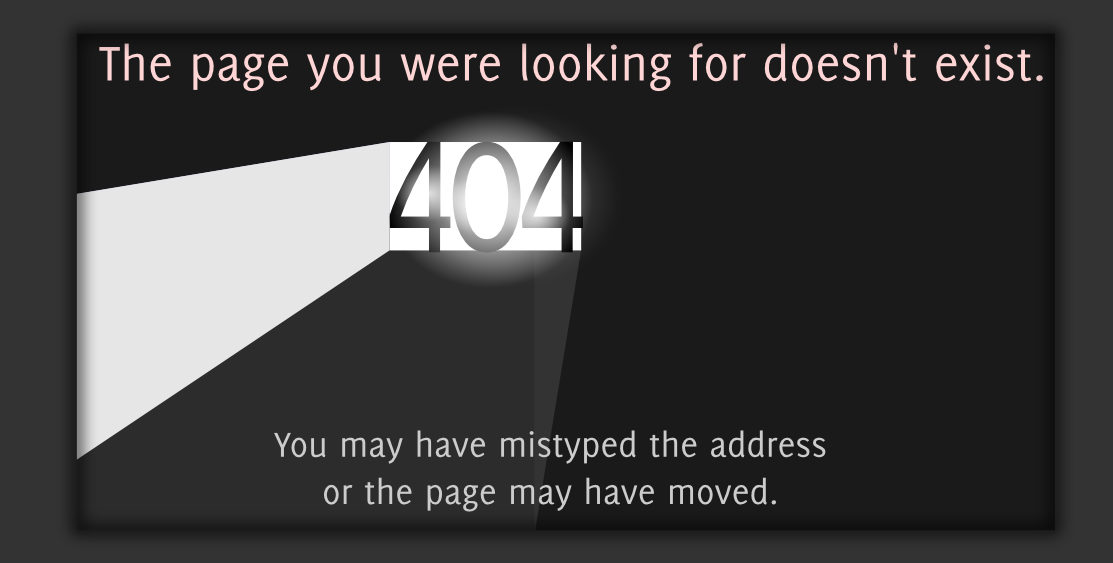 The page you were looking for doesn't exist.
404
You may have mistyped the address
or the page may have moved.